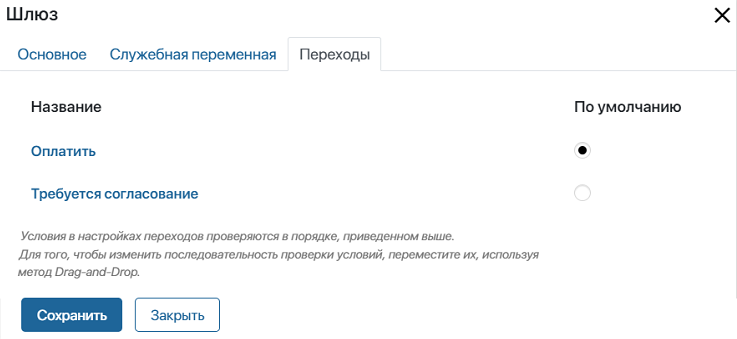 Шлюз
Основное Служебная переменная Переходы
Название По умолчанию
Оплатить
Требуется согласование
Условия в настройках переходов проверяются в порядке, приведенном выше.
Для того, чтобы изменить последовательность проверки условий, переместите их, используя
метод Drag-and-Drop.
Сохранить Закрыть